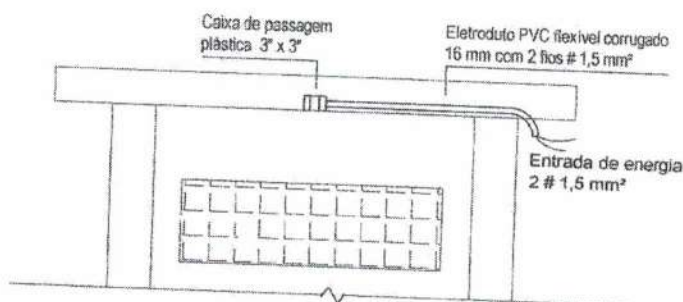 Caixa de passagem
plástica 3" x 3"
Eletroduto PVC flexível corrugado
16 mm com 2 fios # 1,5 mm²
Entrada de energia
2 # 1,5 mm²